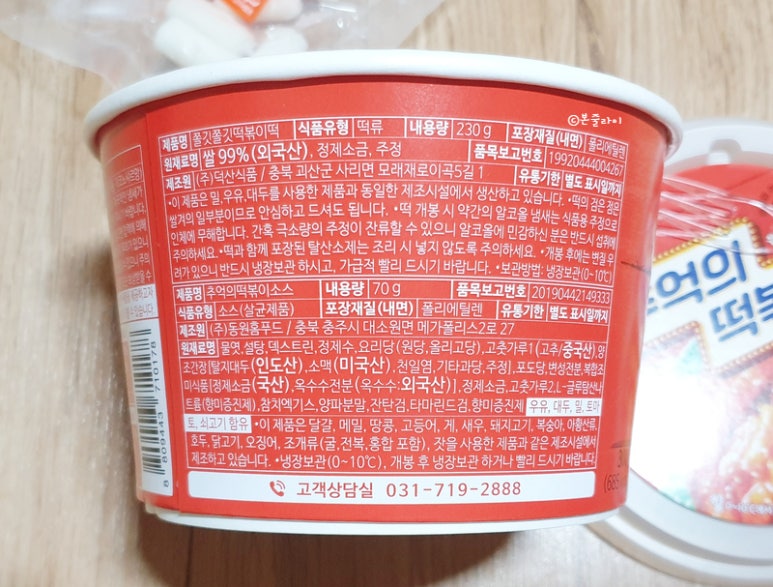 ©본줄라이
제품명 쫄깃쫄깃떡볶이떡 식품유형 떡류 내용량 230 g 포장재질(내면) 폴리에틸렌
원재료명 쌀 99%(외국산), 정제소금, 주정 품목보고번호 19920444004267
제조원 (주)덕산식품 / 충북 괴산군 사리면 모래재로이곡5길 1 유통기한 별도 표시일까지
•이 제품은 밀,우유,대두를 사용한 제품과 동일한 제조시설에서 생산하고 있습니다. •떡의 검은 점은
쌀겨의 일부분이므로 안심하고 드셔도 됩니다. •떡 개봉 시 약간의 알코올 냄새는 식품용 주정으로
인체에 무해합니다. 간혹 극소량의 주정이 잔류할 수 있으니 알코올에 민감하신 분은 반드시 섭취에
주의하세요. •떡과 함께 포장된 탈산소제는 조리 시 넣지 않도록 주의하세요. •개봉 후에는 변질 우
려가 있으니 반드시 냉장보관 하시고, 가급적 빨리 드시기 바랍니다. •보관방법: 냉장보관(0~10℃)
제품명 추억의떡볶이소스 내용량 70 g 품목보고번호 20190442149333
식품유형 소스(살균제품) 포장재질(내면) 폴리에틸렌 유통기한 별도 표시일까지
제조원 (주)동원홈푸드 / 충북 충주시 대소원면 메가폴리스2로 27
원재료명 물엿,설탕,덱스트린,정제수,요리당(원당,올리고당),고춧가루1(고추/중국산),양
조간장[탈지대두(인도산),소맥(미국산),천일염,기타과당,주정],포도당,변성전분,복합조
미식품[정제소금(국산),옥수수전분(옥수수:외국산)],정제소금,고춧가루2,L-글루탐산나
트륨(향미증진제),참치엑기스,양파분말,잔탄검,타마린드검,향미증진제 우유, 대두, 밀, 토마
토, 쇠고기 함유 •이 제품은 달걀, 메밀, 땅콩, 고등어, 게, 새우, 돼지고기, 복숭아, 아황산류,
호두, 닭고기, 오징어, 조개류(굴,전복,홍합 포함), 잣을 사용한 제품과 같은 제조시설에서
제조하고 있습니다. •냉장보관(0~10℃), 개봉 후 냉장보관 하거나 빨리 드시기 바랍니다
고객상담실 031-719-2888
8 809443 710178
추억의
떡볶